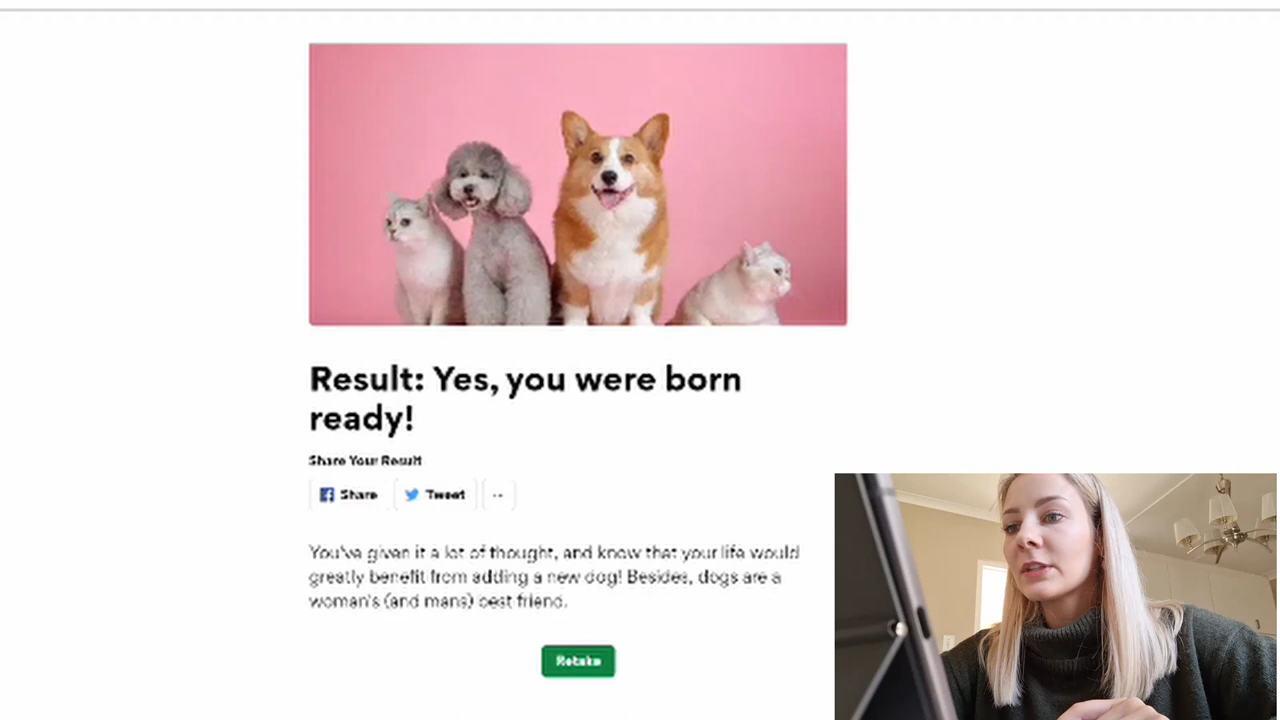 Result: Yes, you were born
ready!
Share Your Result
Share Tweet ...
You've given it a lot of thought, and know that your life would
greatly benefit from adding a new dog! Besides, dogs are a
woman's (and mans) best friend.
Retake